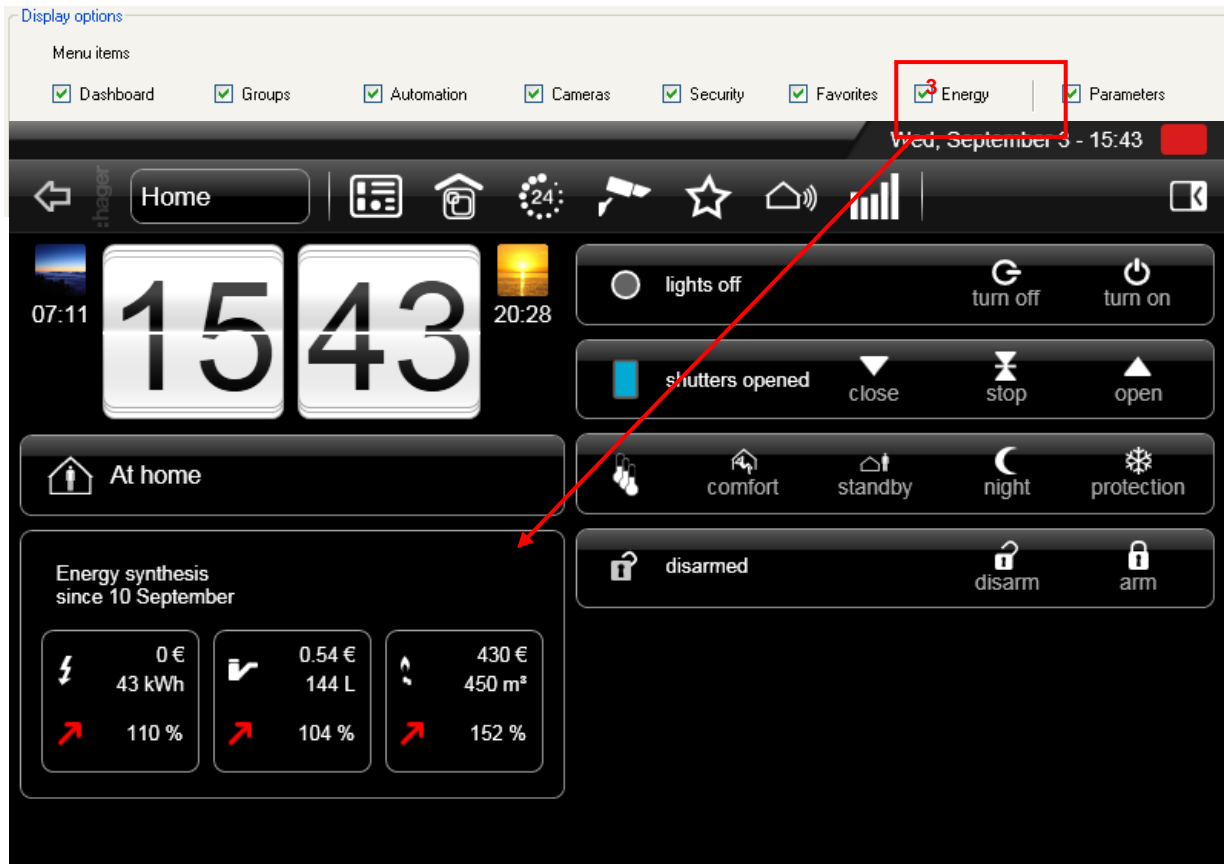 Display options
Menu items
Dashboard Groups Automation Cameras Security Favorites 3 Energy Parameters
Wed, September 3 - 15:43
:hager
Home
24
07:11
15 43
20:28
lights off turn off turn on
shutters opened close stop open
At home
comfort standby night protection
disarmed disarm arm
Energy synthesis
since 10 September
0 € 0.54 € 430 €
43 kWh 144 L 450 m³
110 % 104 % 152 %